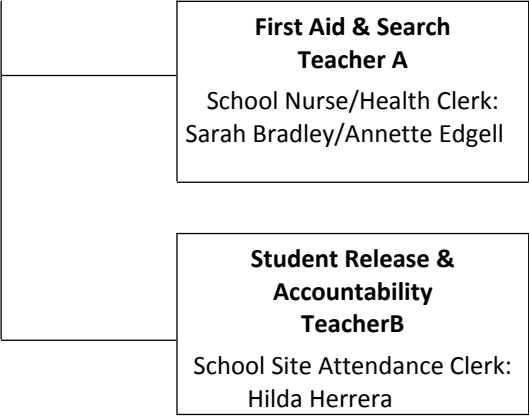 First Aid & Search
Teacher A
School Nurse/Health Clerk:
Sarah Bradley/Annette Edgell
Student Release &
Accountability
TeacherB
School Site Attendance Clerk:
Hilda Herrera